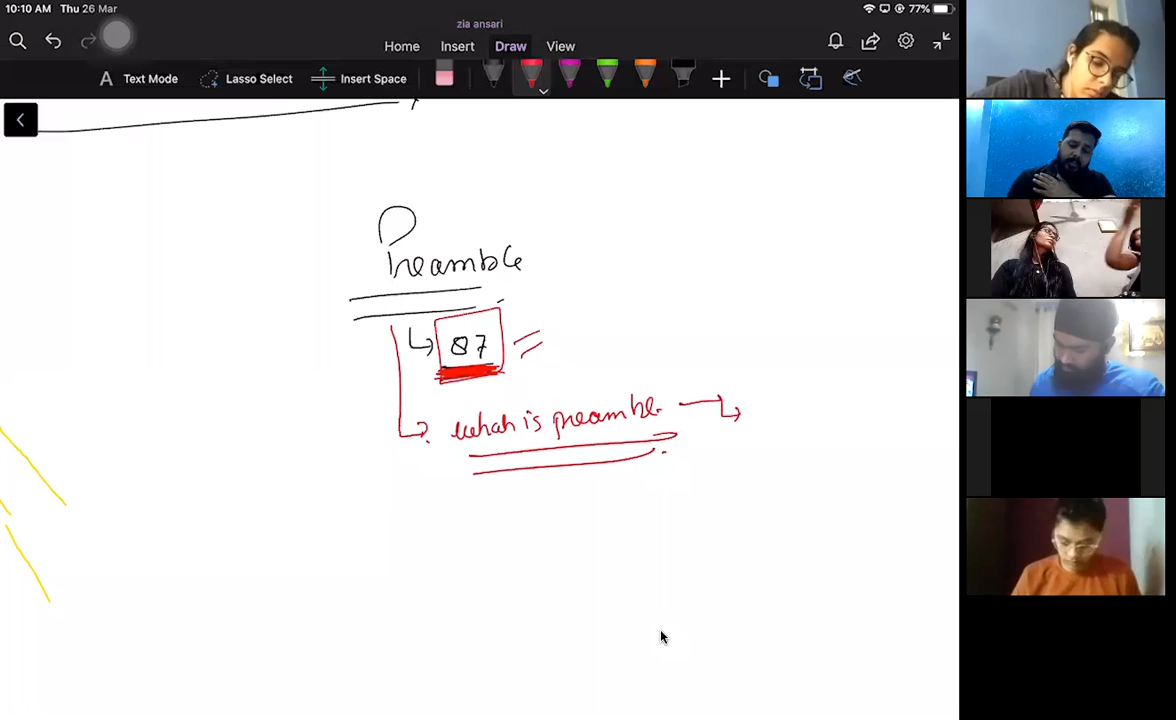 10:10 AM Thu 26 Mar
77%
zia ansari
Home Insert Draw View
Text Mode Lasso Select Insert Space
Preamble
87
what is preamble.